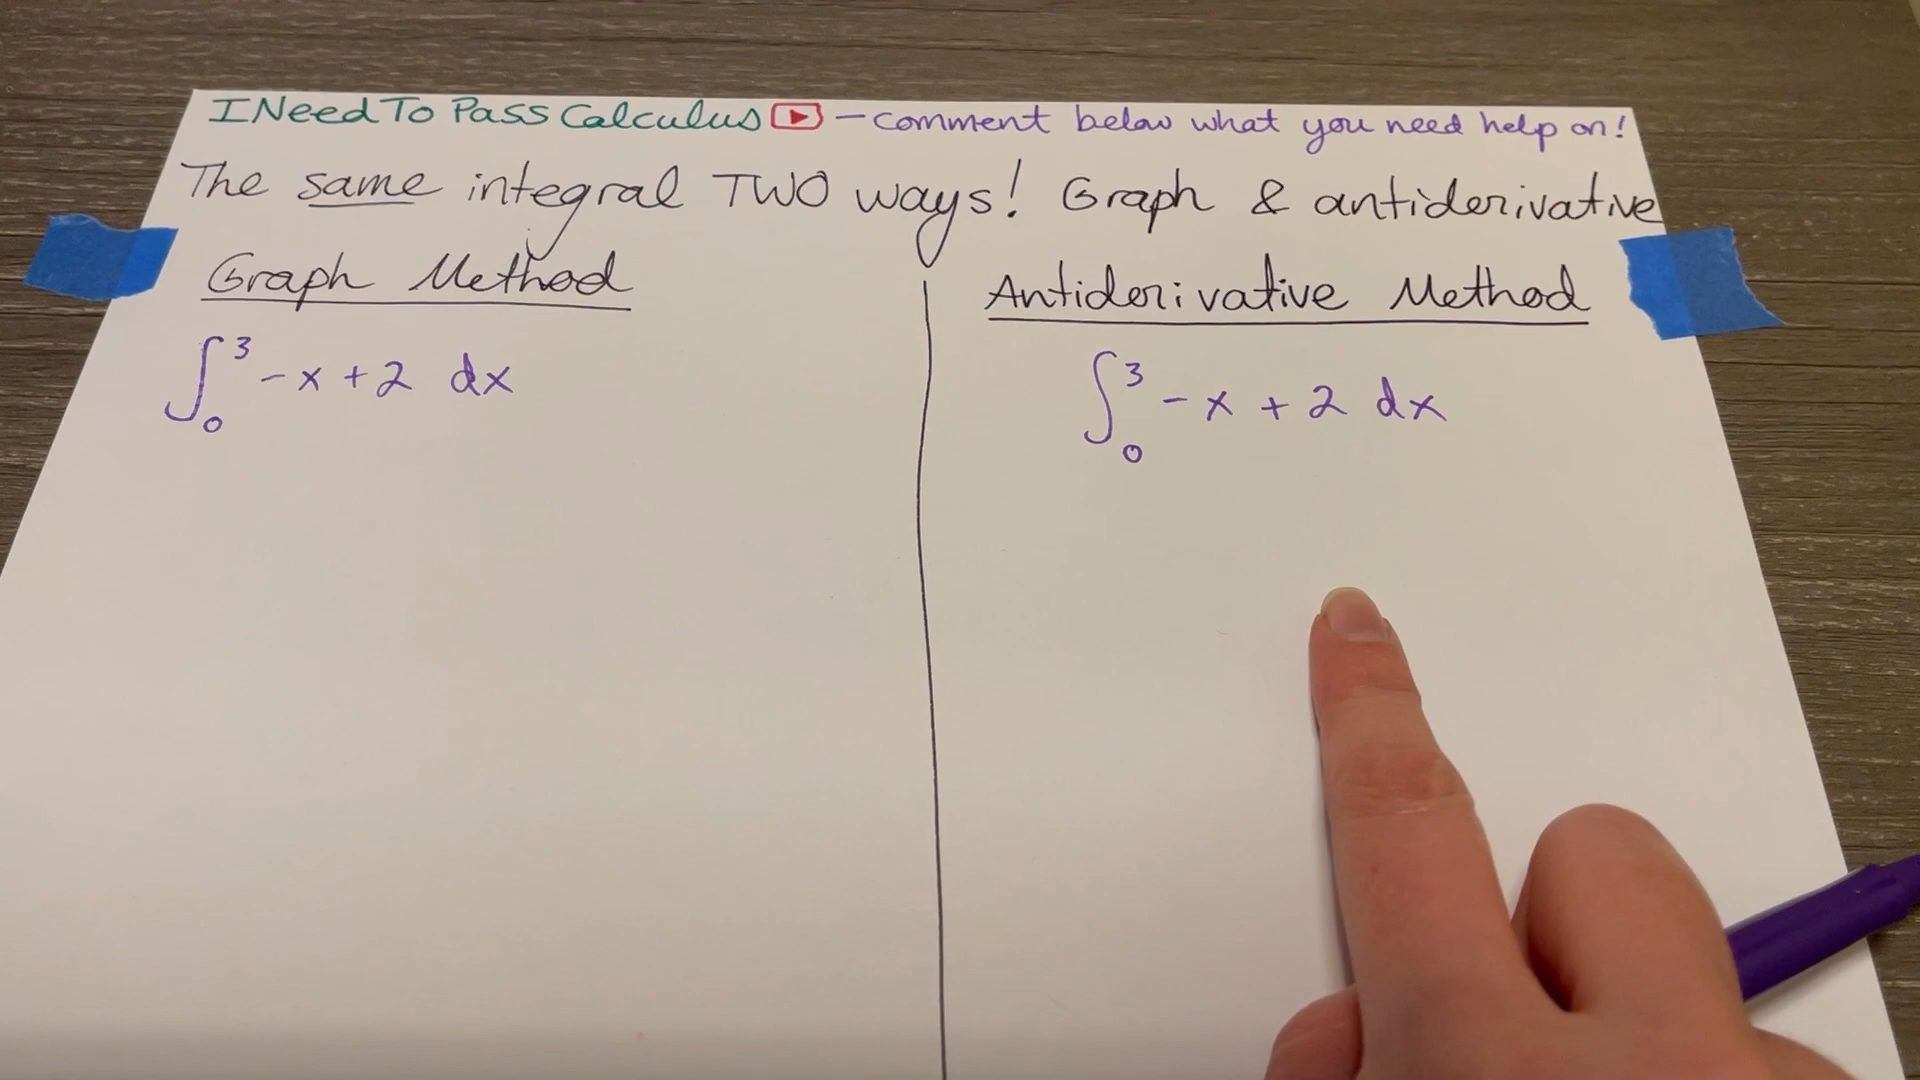 INeedToPassCalculus – comment below what you need help on!
The same integral TWO ways! Graph & antiderivative
Graph Method
∫₀³ -x+2 dx
Antiderivative Method
∫₀³ -x+2 dx